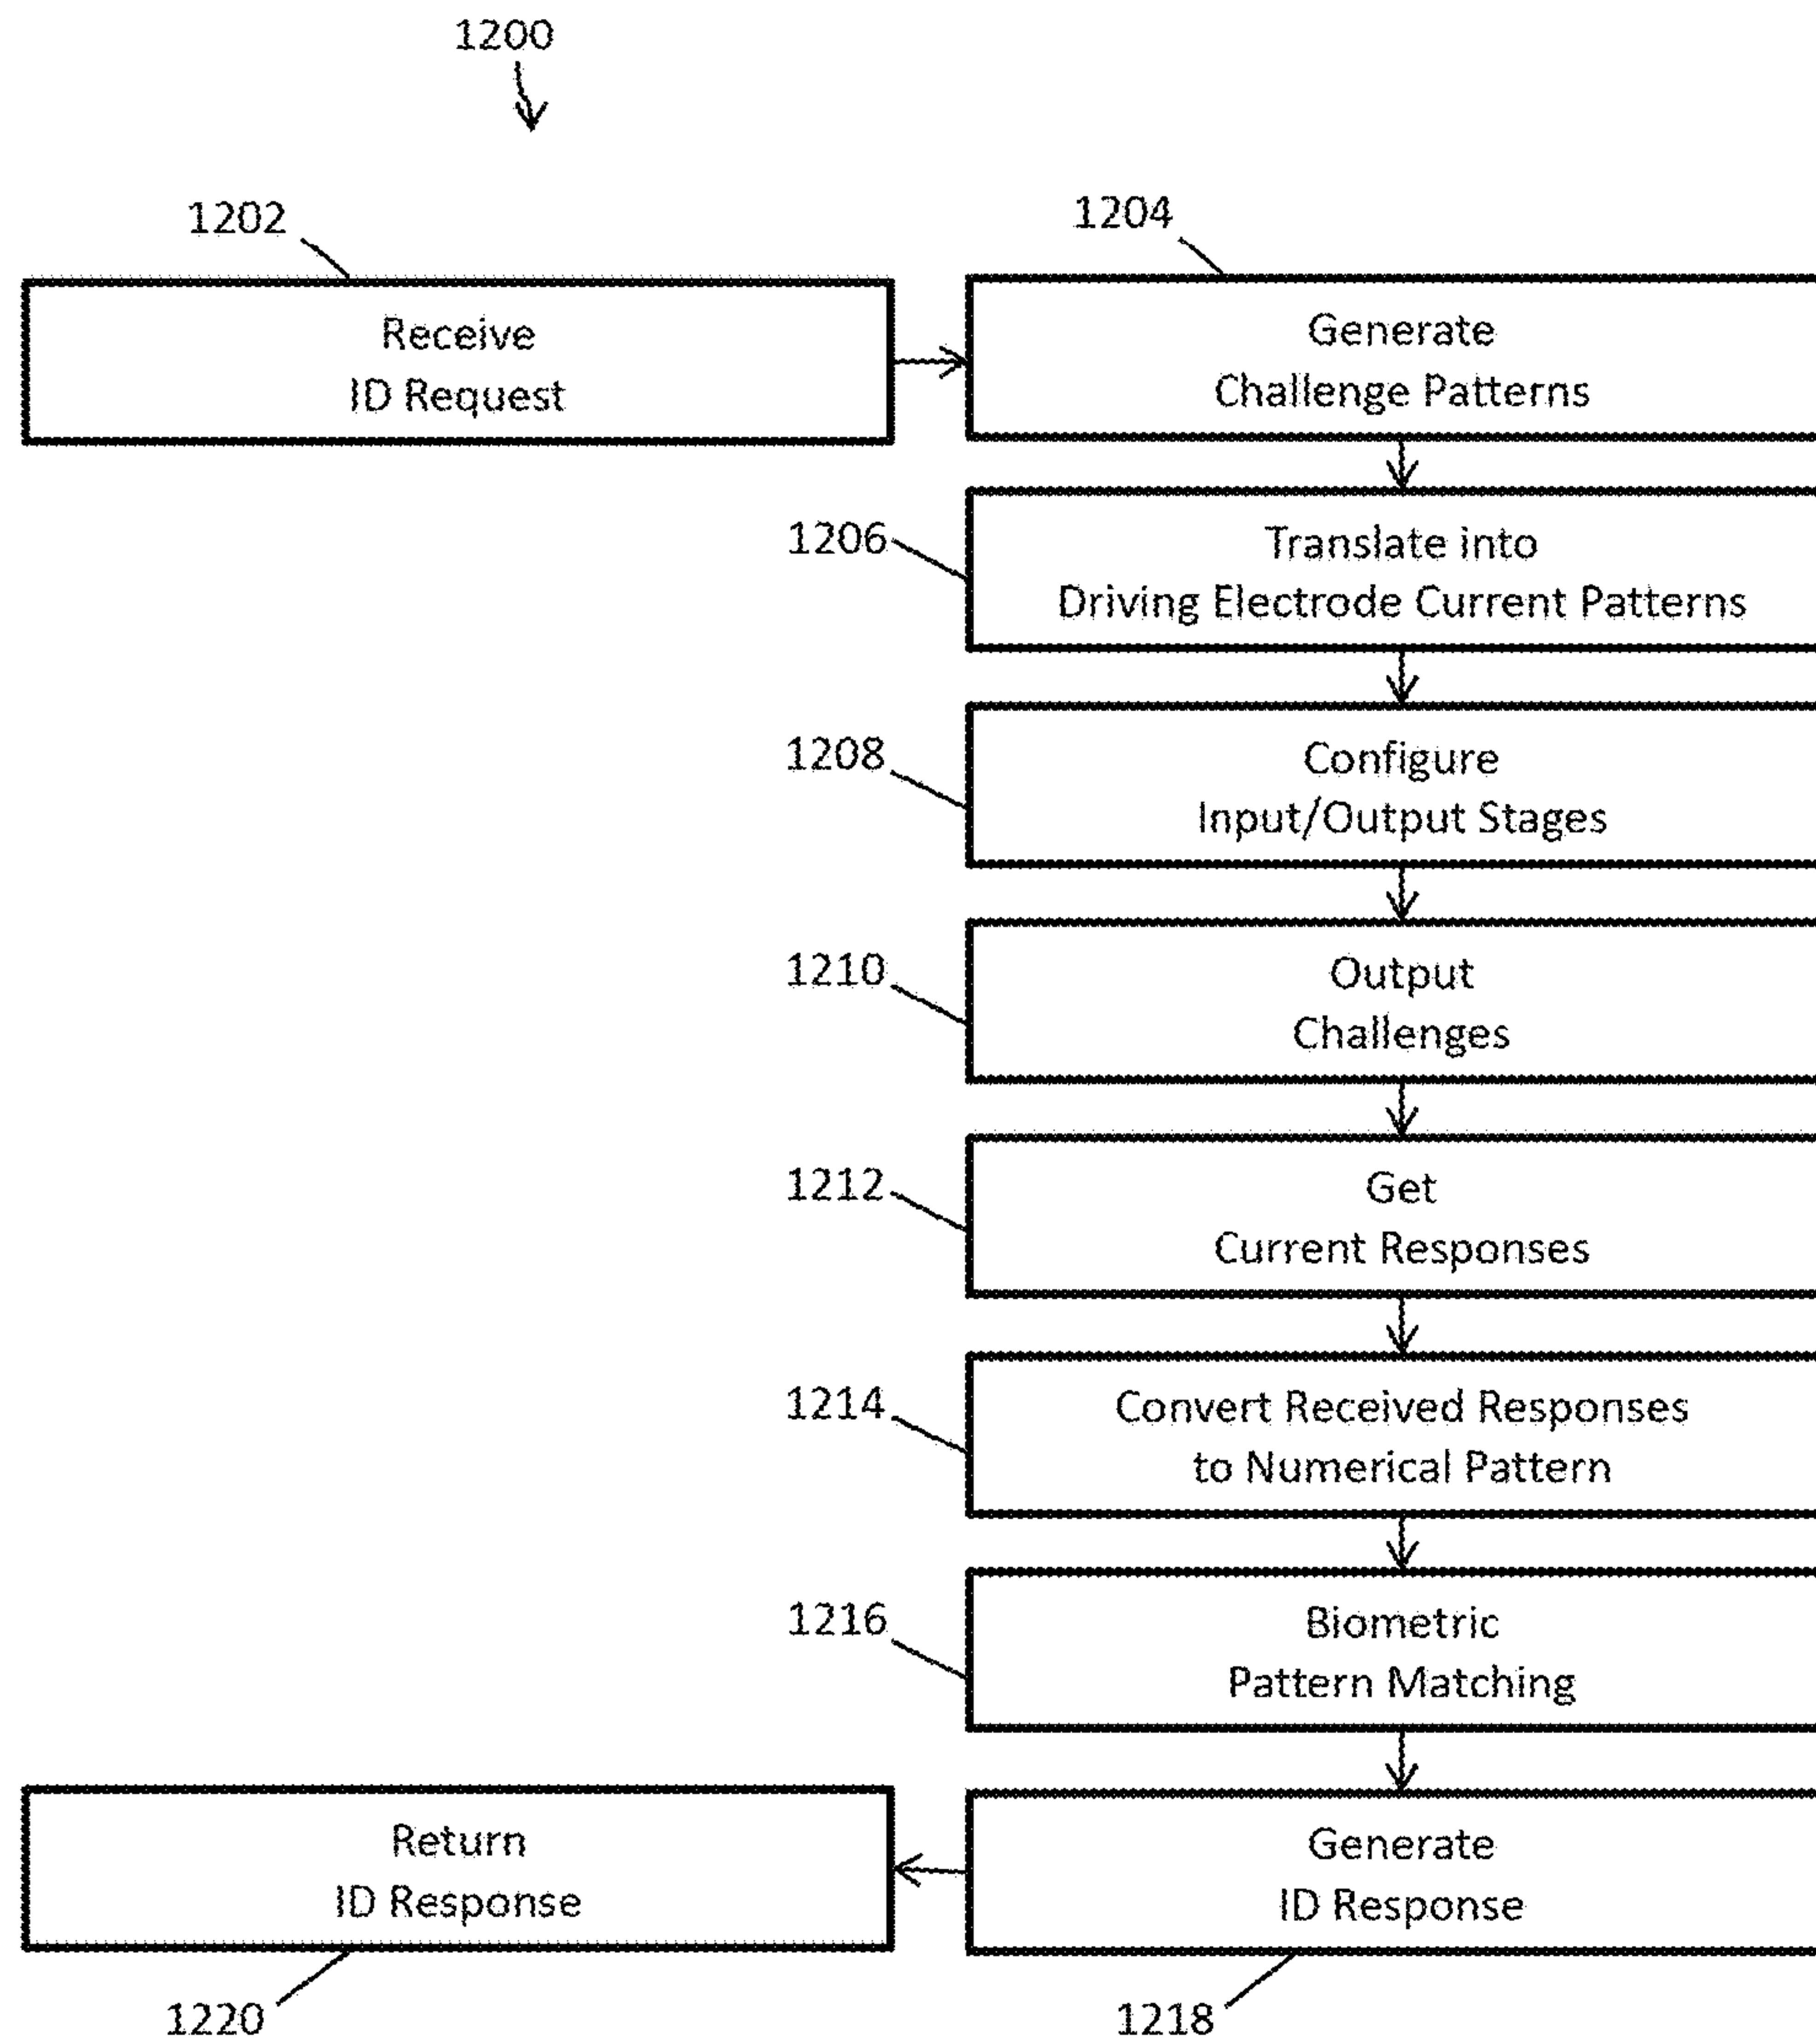 1200
1202
1204
Receive
ID Request
Generate
Challenge Patterns
1206
Translate into
Driving Electrode Current Patterns
1208
Configure
Input/Output Stages
1210
Output
Challenges
1212
Get
Current Responses
1214
Convert Received Responses
to Numerical Pattern
1216
Biometric
Pattern Matching
Return
ID Response
Generate
ID Response
1220
1218